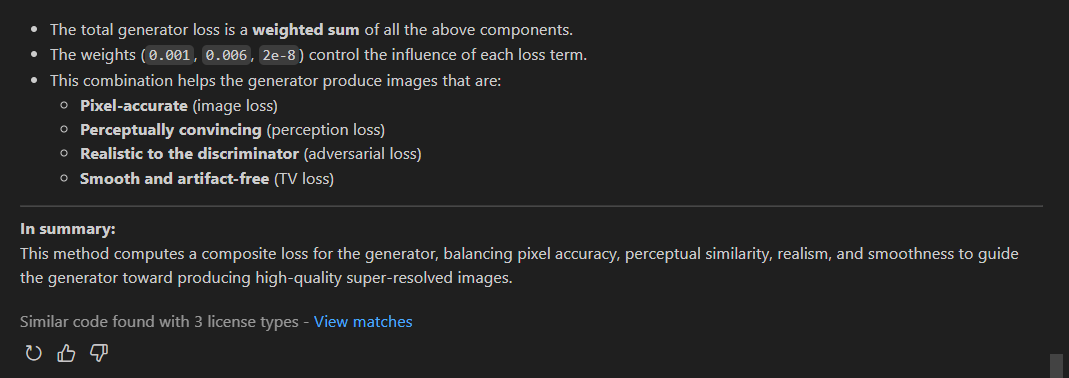 The total generator loss is a weighted sum of all the above components.
The weights (0.001, 0.006, 2e-8) control the influence of each loss term.
This combination helps the generator produce images that are:
Pixel-accurate (image loss)
Perceptually convincing (perception loss)
Realistic to the discriminator (adversarial loss)
Smooth and artifact-free (TV loss)
In summary:
This method computes a composite loss for the generator, balancing pixel accuracy, perceptual similarity, realism, and smoothness to guide
the generator toward producing high-quality super-resolved images.
Similar code found with 3 license types - View matches